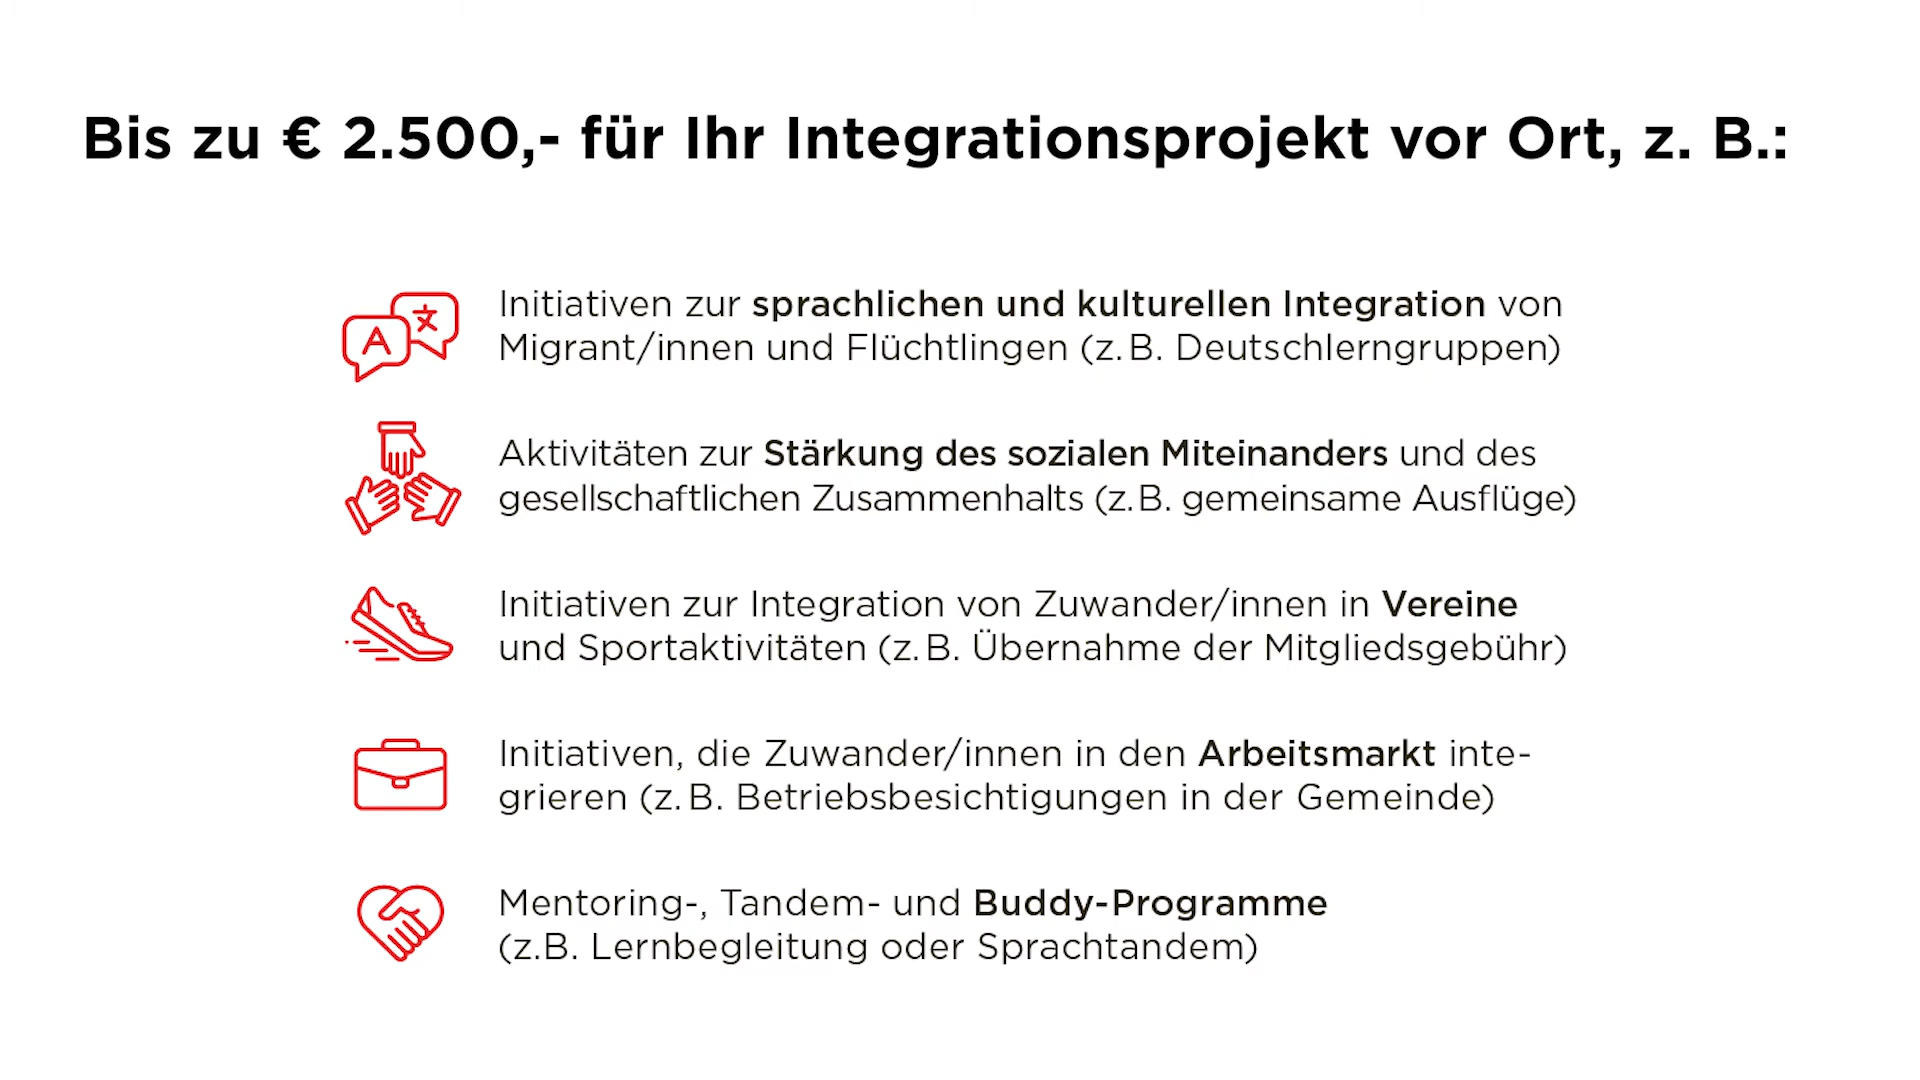 Bis zu € 2.500,- für Ihr Integrationsprojekt vor Ort, z. B.:
A 文
Initiativen zur sprachlichen und kulturellen Integration von
Migrant/innen und Flüchtlingen (z. B. Deutschlerngruppen)
Aktivitäten zur Stärkung des sozialen Miteinanders und des
gesellschaftlichen Zusammenhalts (z. B. gemeinsame Ausflüge)
Initiativen zur Integration von Zuwander/innen in Vereine
und Sportaktivitäten (z. B. Übernahme der Mitgliedsgebühr)
Initiativen, die Zuwander/innen in den Arbeitsmarkt inte-
grieren (z. B. Betriebsbesichtigungen in der Gemeinde)
Mentoring-, Tandem- und Buddy-Programme
(z.B. Lernbegleitung oder Sprachtandem)